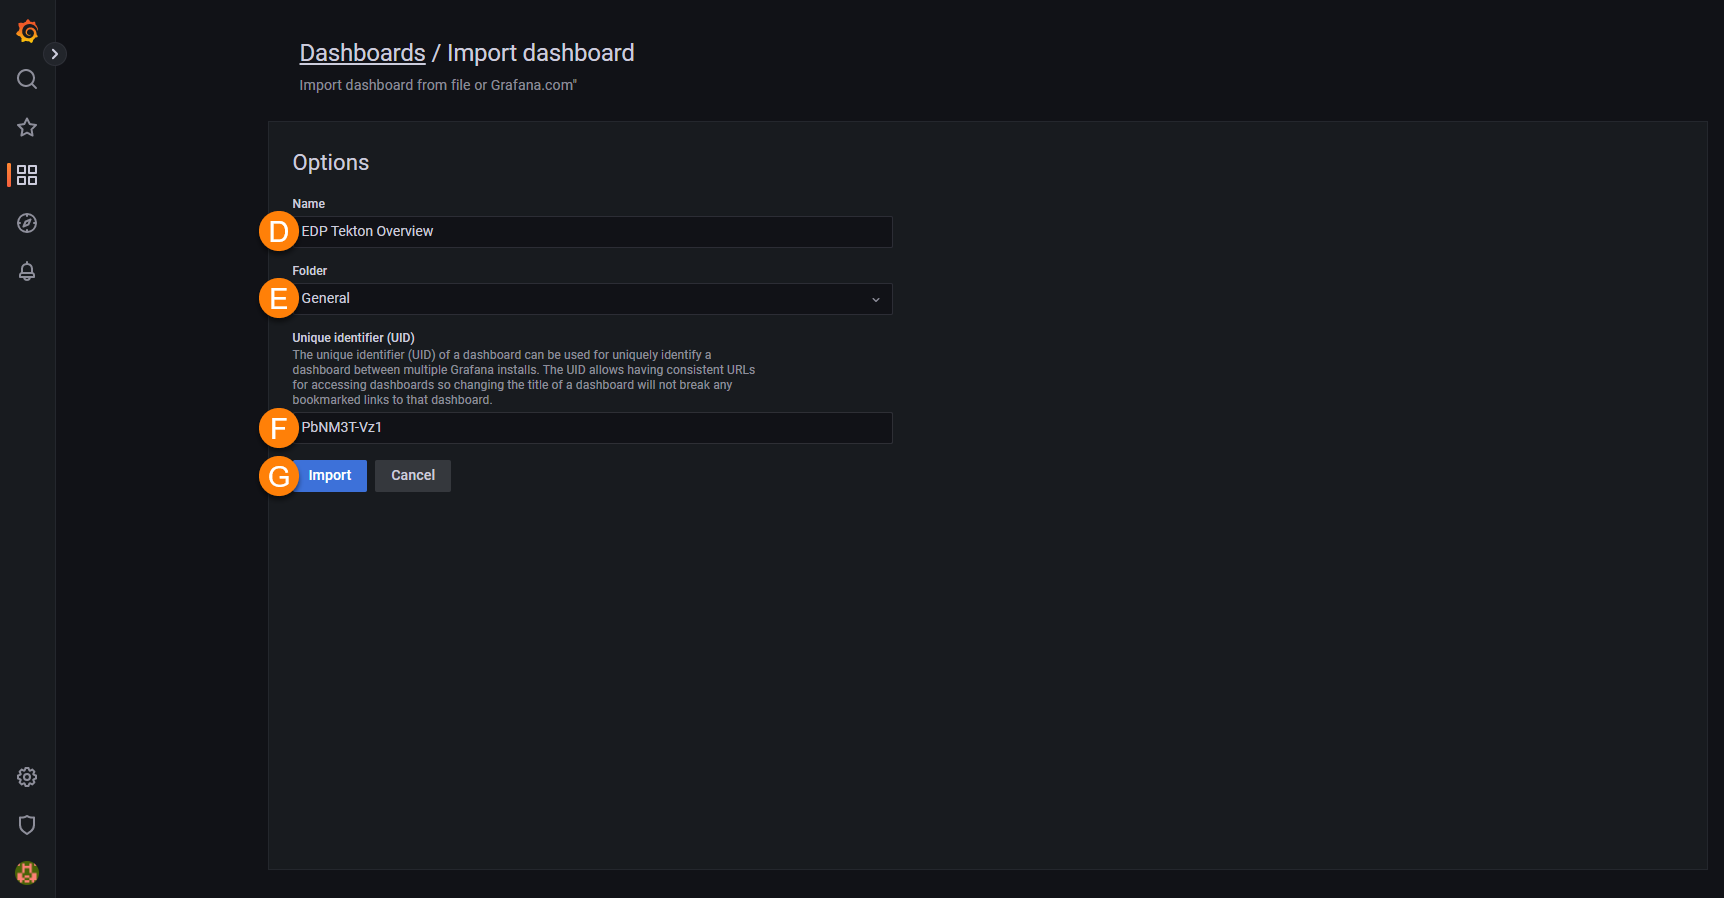 Dashboards / Import dashboard
Import dashboard from file or Grafana.com"
Options
Name
D EDP Tekton Overview
Folder
E General
Unique identifier (UID)
The unique identifier (UID) of a dashboard can be used for uniquely identify a
dashboard between multiple Grafana installs. The UID allows having consistent URLs
for accessing dashboards so changing the title of a dashboard will not break any
bookmarked links to that dashboard.
F PbNM3T-Vz1
G Import Cancel